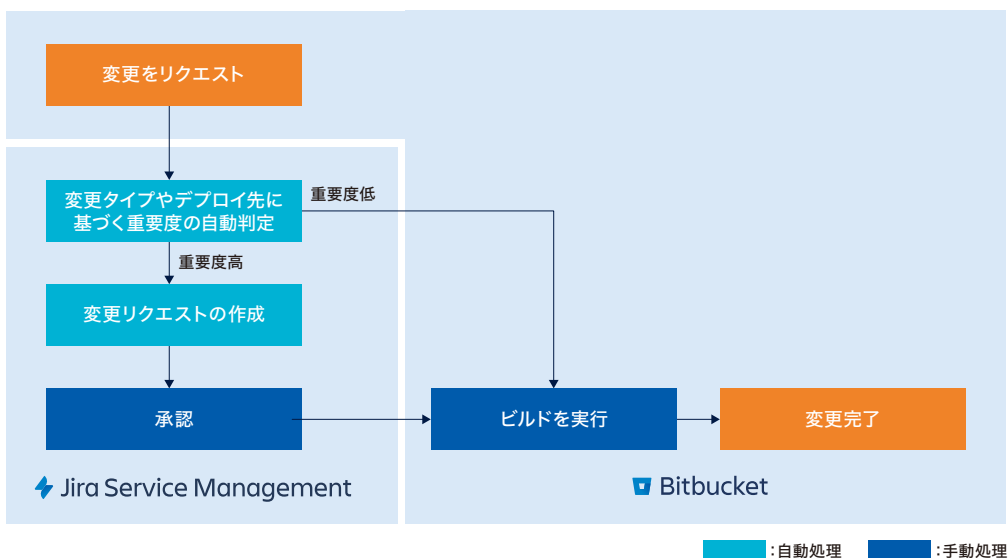 変更をリクエスト
変更タイプやデプロイ先に
基づく重要度の自動判定
重要度低
重要度高
変更リクエストの作成
承認
ビルドを実行
変更完了
Jira Service Management
Bitbucket
:自動処理
:手動処理